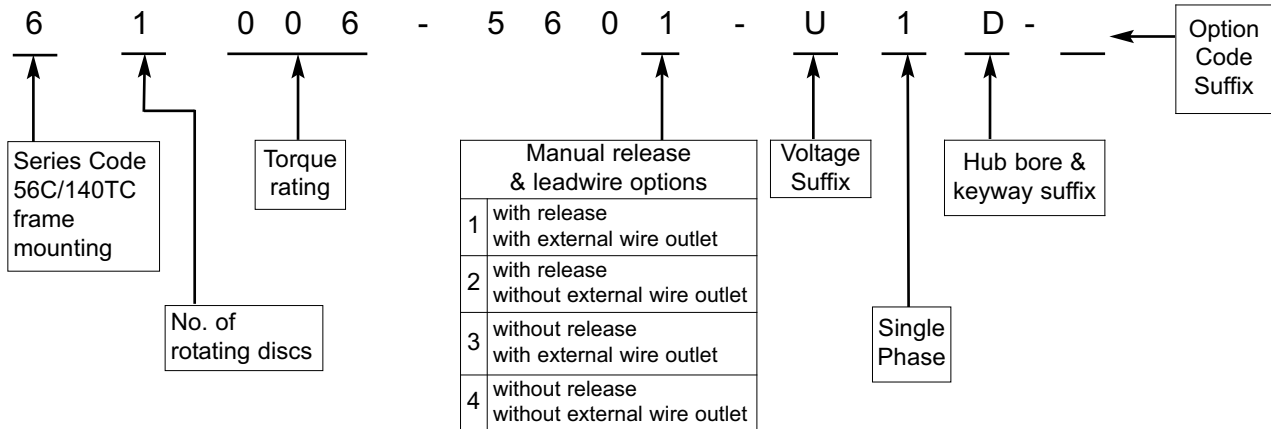 6 1 0 0 6 - 5 6 0 1 - U 1 D -
Option
Code
Suffix
Series Code
56C/140TC
frame
mounting
No. of
rotating discs
Torque
rating
Manual release
& leadwire options
1 with release
with external wire outlet
2 with release
without external wire outlet
3 without release
with external wire outlet
4 without release
without external wire outlet
Voltage
Suffix
Single
Phase
Hub bore &
keyway suffix